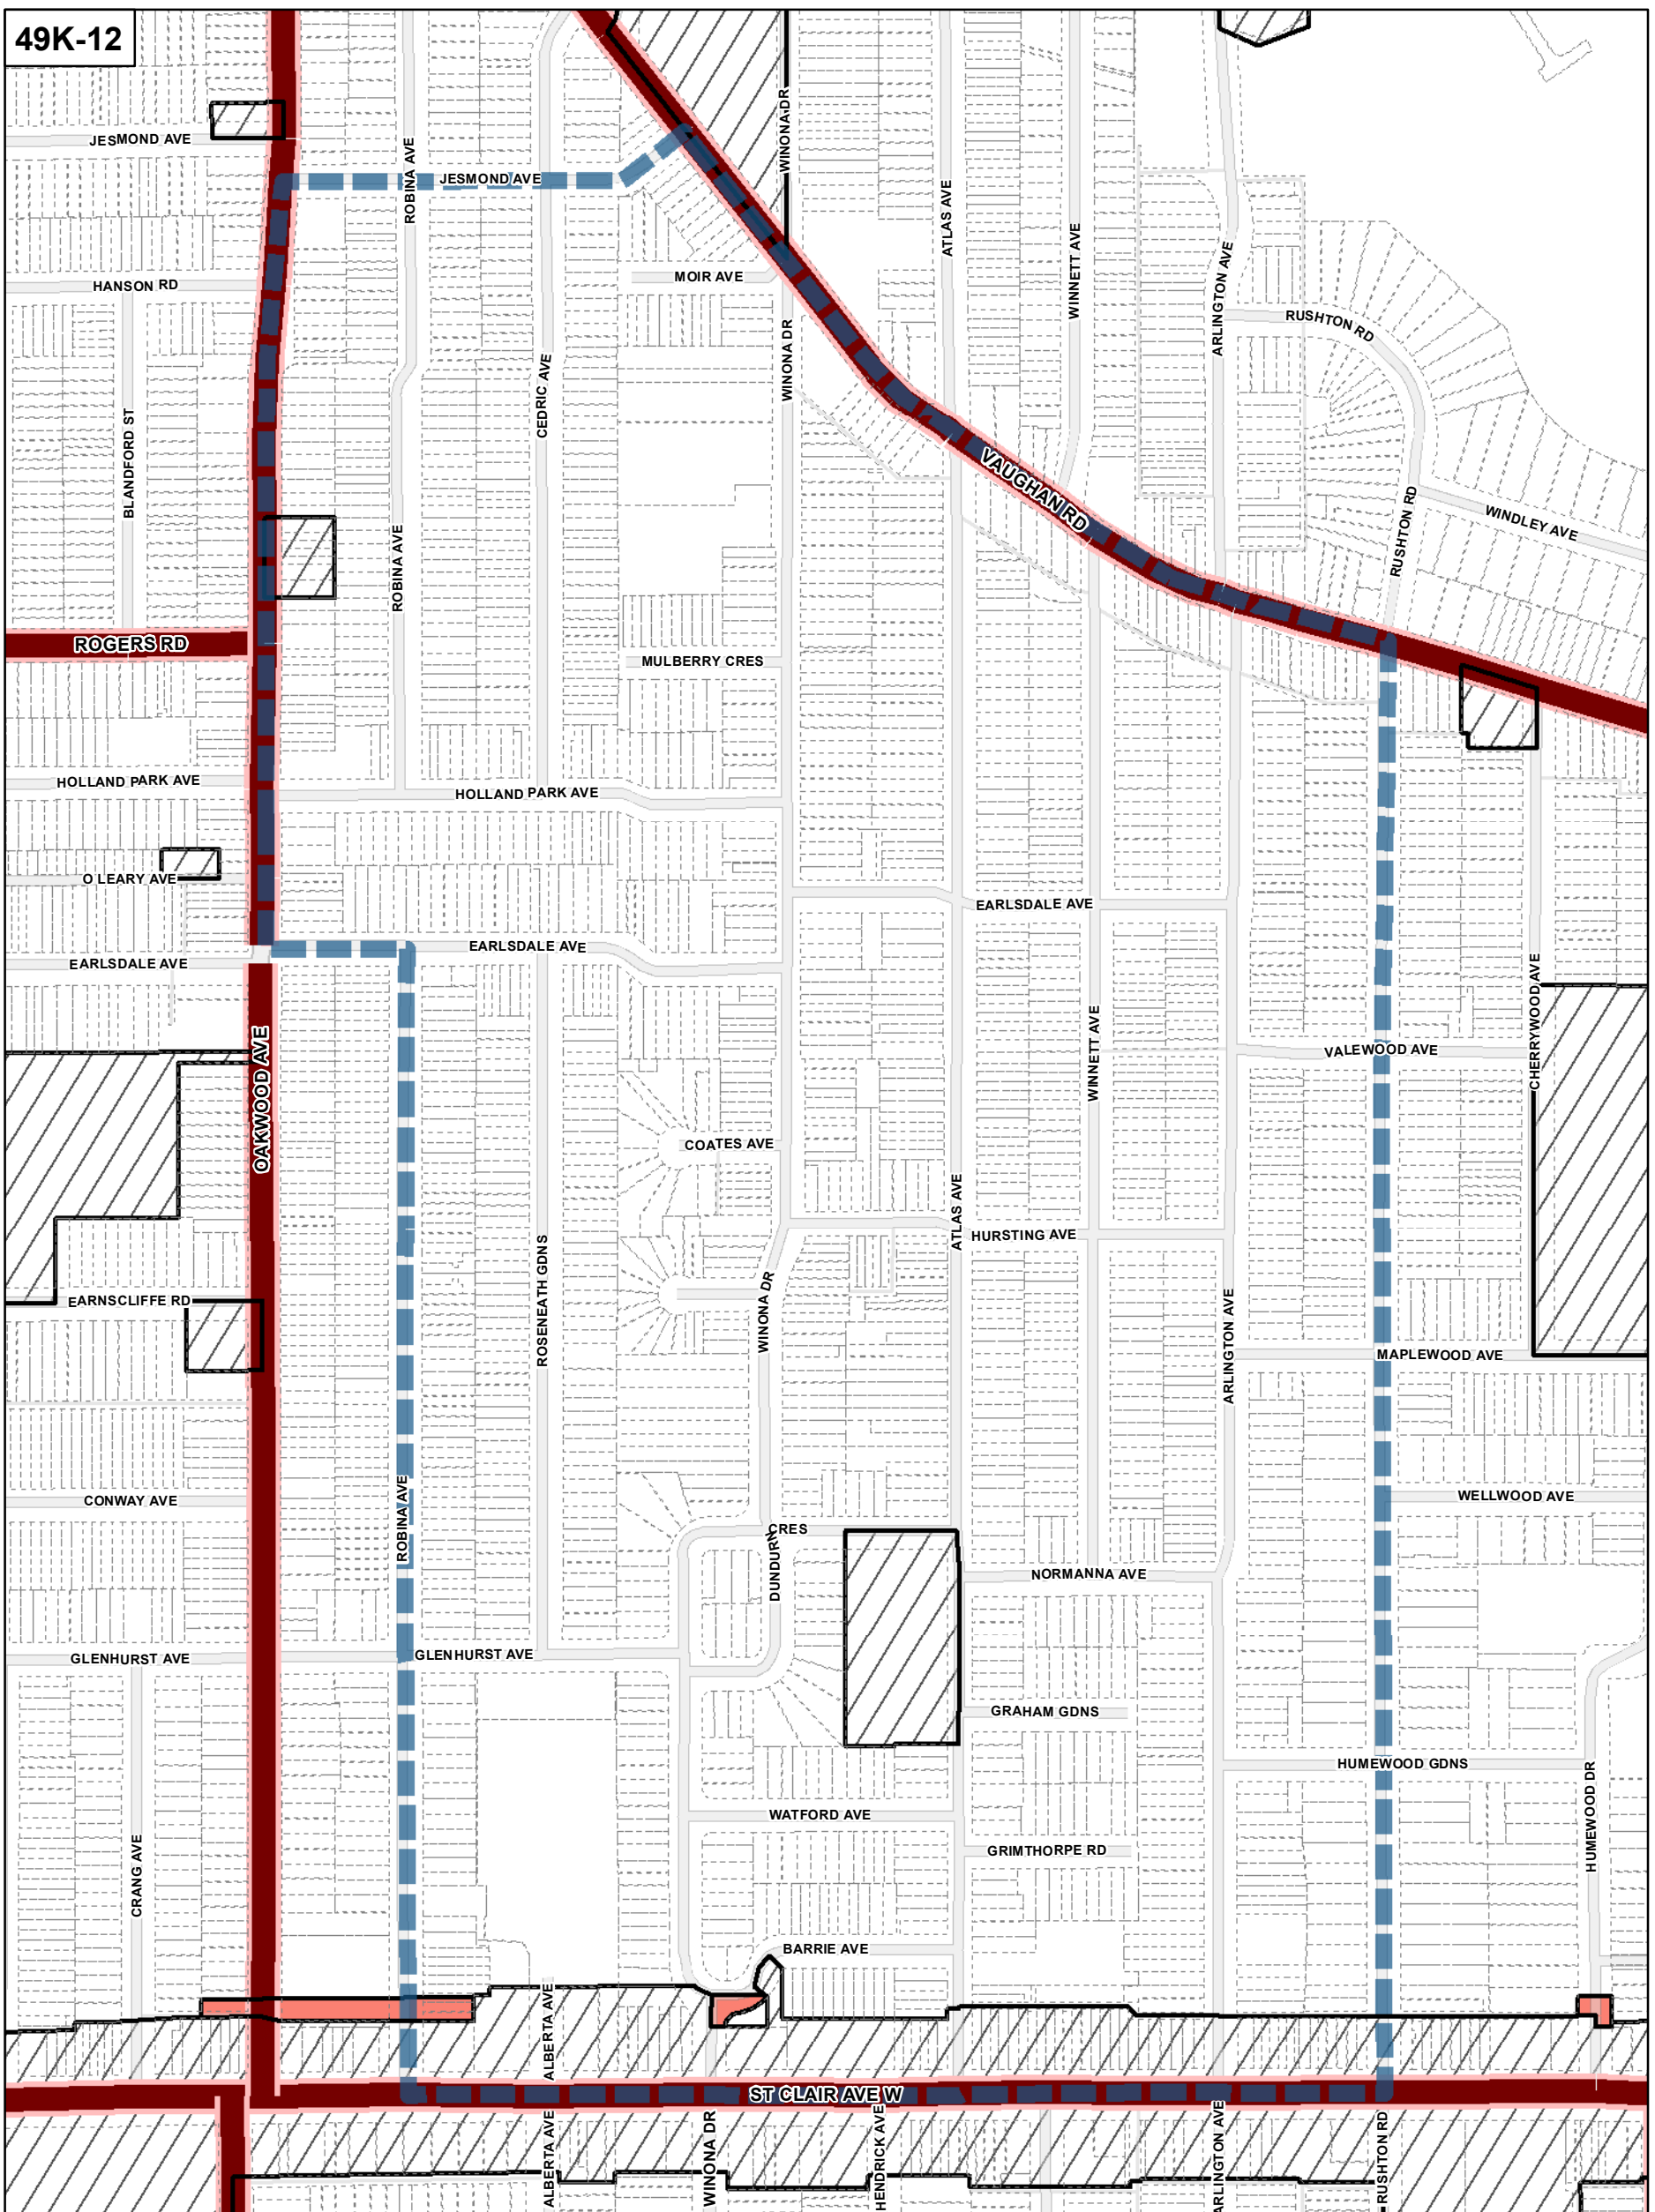 49K-12
JESMOND AVE
ROBINA AVE
JESMOND AVE
WINONA DR
ATLAS AVE
WINNETT AVE
ARLINGTON AVE
HANSON RD
MOIR AVE
RUSHTON RD
BLANDFORD ST
CEDRIC AVE
WINONA DR
VAUGHAN RD
RUSHTON RD
WINDLEY AVE
ROBINA AVE
ROGERS RD
MULBERRY CRES
HOLLAND PARK AVE
HOLLAND PARK AVE
O LEARY AVE
EARLSDALE AVE
EARLSDALE AVE
EARLSDALE AVE
CHERRYWOOD AVE
OAKWOOD AVE
WINNETT AVE
VALEWOOD AVE
COATES AVE
ATLAS AVE
HURSTING AVE
ROSENEATH GDNS
WINONA DR
EARNSCLIFFE RD
ARLINGTON AVE
MAPLEWOOD AVE
CONWAY AVE
ROBINA AVE
WELLWOOD AVE
DUNDURN
CRES
NORMANNA AVE
GLENHURST AVE
GLENHURST AVE
GRAHAM GDNS
HUMEWOOD GDNS
HUMEWOOD DR
WATFORD AVE
GRIMTHORPE RD
CRANG AVE
BARRIE AVE
ALBERTA AVE
ST CLAIR AVE W
ALBERTA AVE
WINONA DR
HENDRICK AVE
ARLINGTON AVE
RUSHTON RD